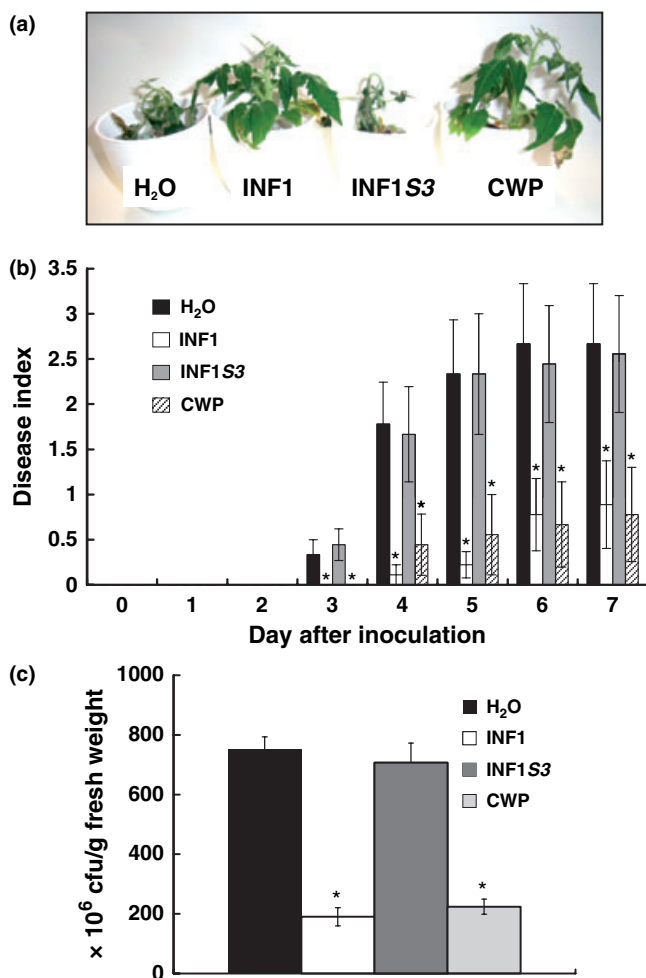 (a)
H₂O INF1 INF1S3 CWP
(b)
3.5
3
2.5
2
1.5
1
0.5
0
Disease index
H₂O
INF1
INF1S3
CWP
* * * * * * * * * *
0 1 2 3 4 5 6 7
Day after inoculation
(c)
1000
800
600
400
200
0
× 10⁶ cfu/g fresh weight
H₂O
INF1
INF1S3
CWP
* *